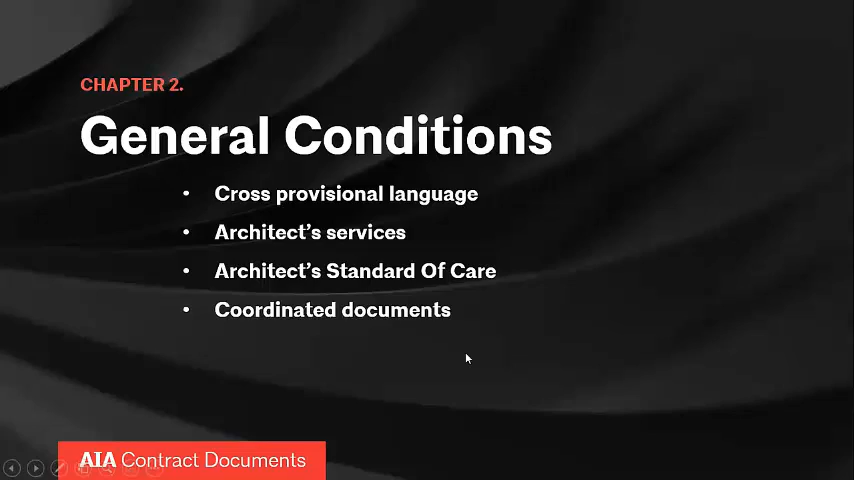 CHAPTER 2.
General Conditions
• Cross provisional language
• Architect’s services
• Architect’s Standard Of Care
• Coordinated documents
AIA Contract Documents